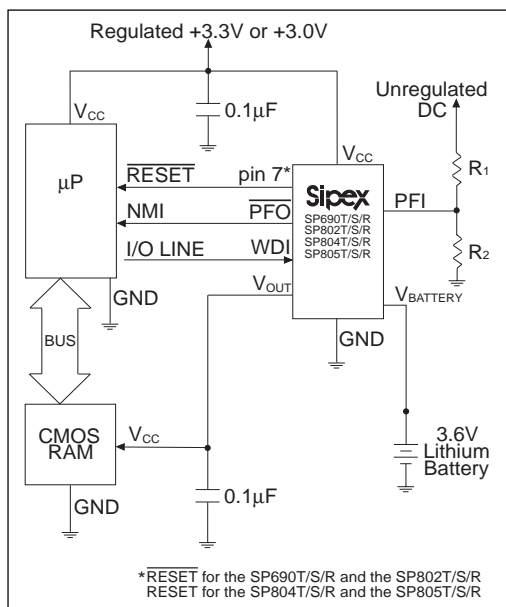 Regulated +3.3V or +3.0V
VCC
0.1µF
Unregulated
DC
VCC
µP
RESET
pin 7*
Sipex
R1
NMI
PFO
SP690T/S/R
SP802T/S/R
SP804T/S/R
SP805T/S/R
PFI
I/O LINE
WDI
R2
VOUT
GND
VBATTERY
BUS
GND
CMOS
RAM
VCC
3.6V
Lithium
Battery
GND
0.1µF
*RESET for the SP690T/S/R and the SP802T/S/R
RESET for the SP804T/S/R and the SP805T/S/R